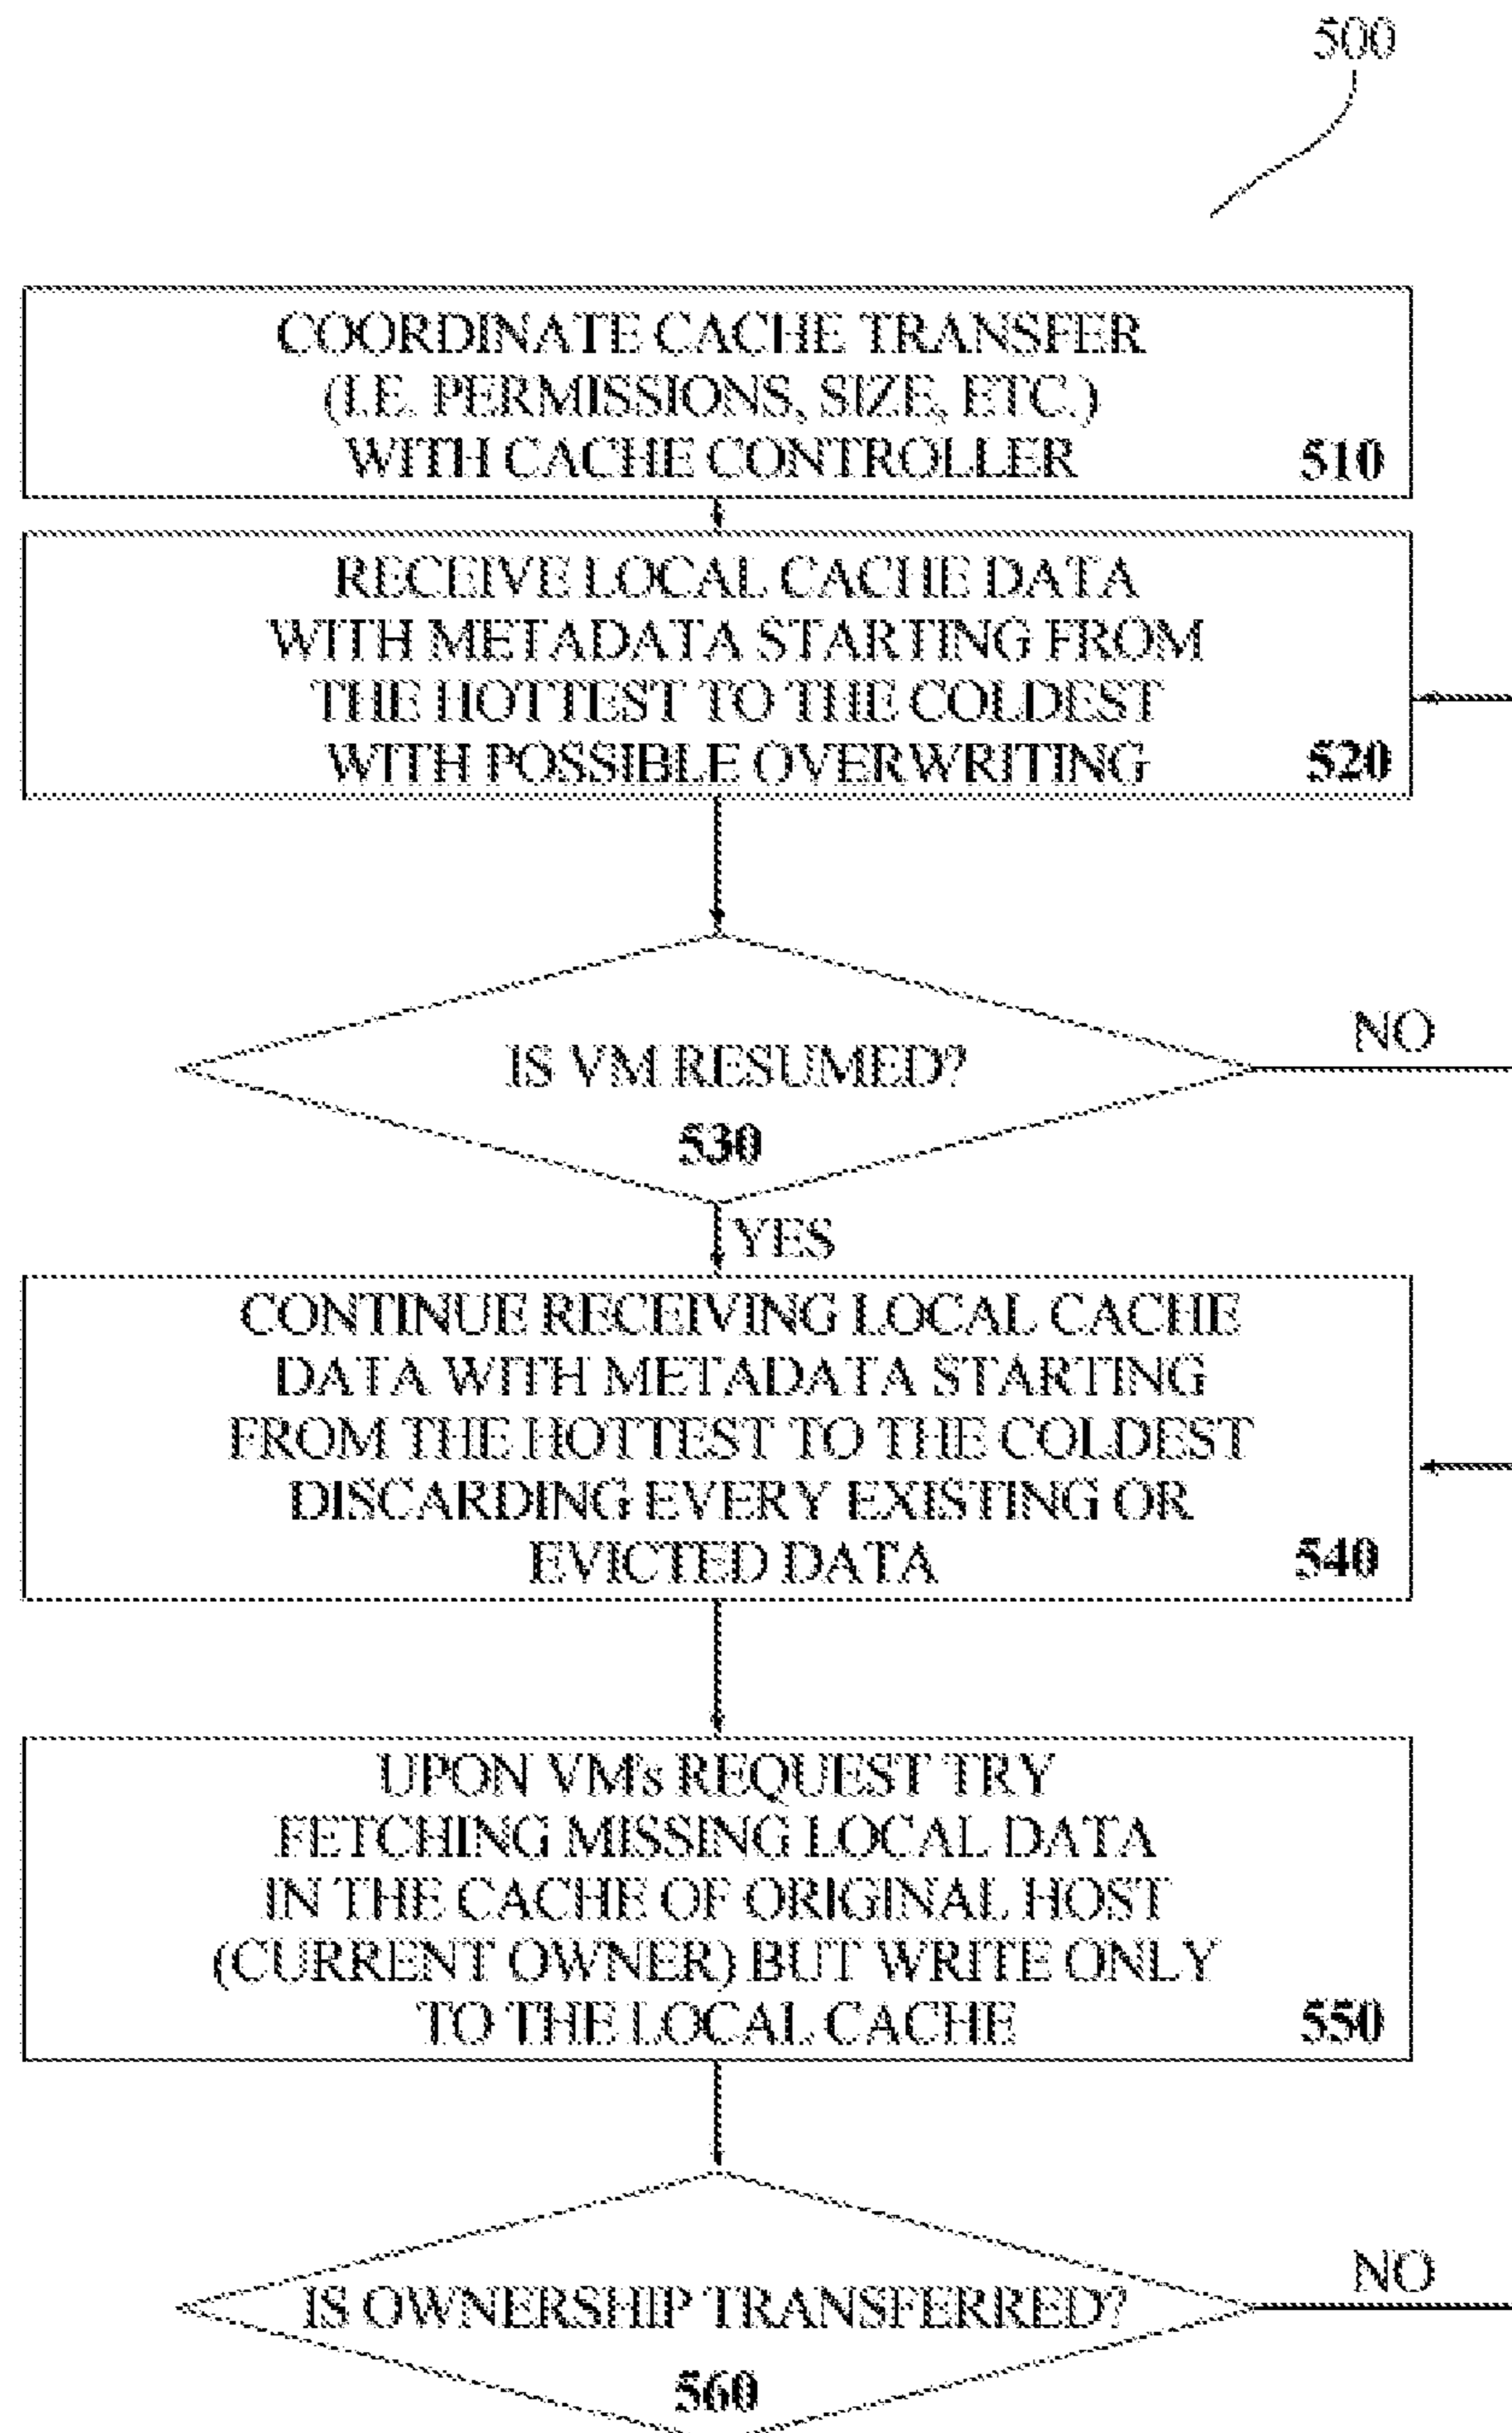 500
COORDINATE CACHE TRANSFER
(I.E. PERMISSIONS, SIZE, ETC.)
WITH CACHE CONTROLLER 510
RECEIVE LOCAL CACHE DATA
WITH METADATA STARTING FROM
THE HOTTEST TO THE COLDEST
WITH POSSIBLE OVERWRITING 520
IS VM RESUMED?
NO
530
YES
CONTINUE RECEIVING LOCAL CACHE
DATA WITH METADATA STARTING
FROM THE HOTTEST TO THE COLDEST
DISCARDING EVERY EXISTING OR
EVICTED DATA 540
UPON VM's REQUEST TRY
FETCHING MISSING LOCAL DATA
IN THE CACHE OF ORIGINAL HOST
(CURRENT OWNER) BUT WRITE ONLY
TO THE LOCAL CACHE 550
IS OWNERSHIP TRANSFERRED?
NO
560